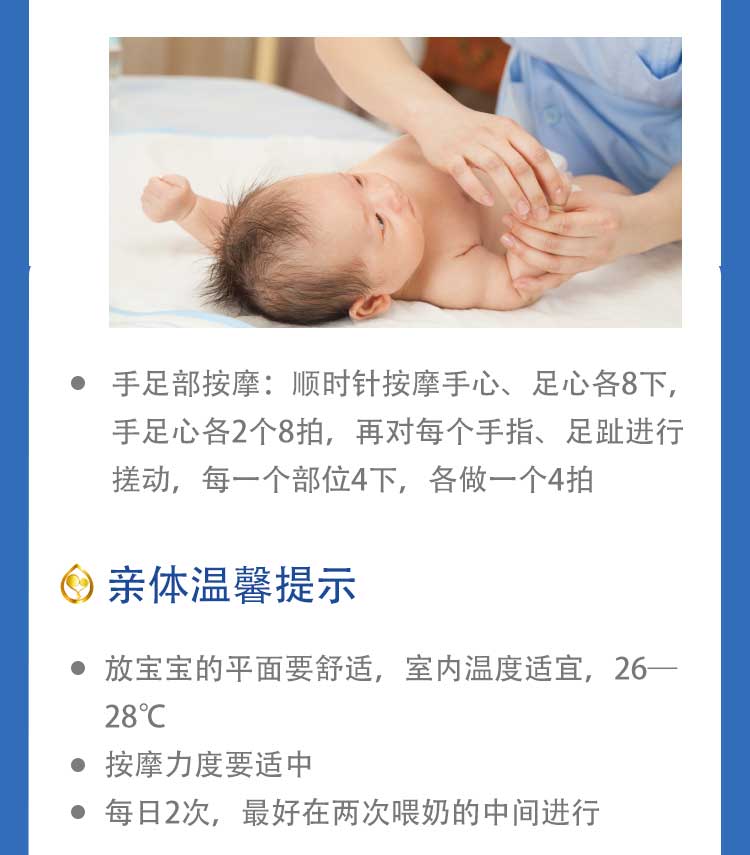 手足部按摩：顺时针按摩手心、足心各8下，
手足心各2个8拍，再对每个手指、足趾进行
搓动，每一个部位4下，各做一个4拍
亲体温馨提示
放宝宝的平面要舒适，室内温度适宜，26—
28℃
按摩力度要适中
每日2次，最好在两次喂奶的中间进行